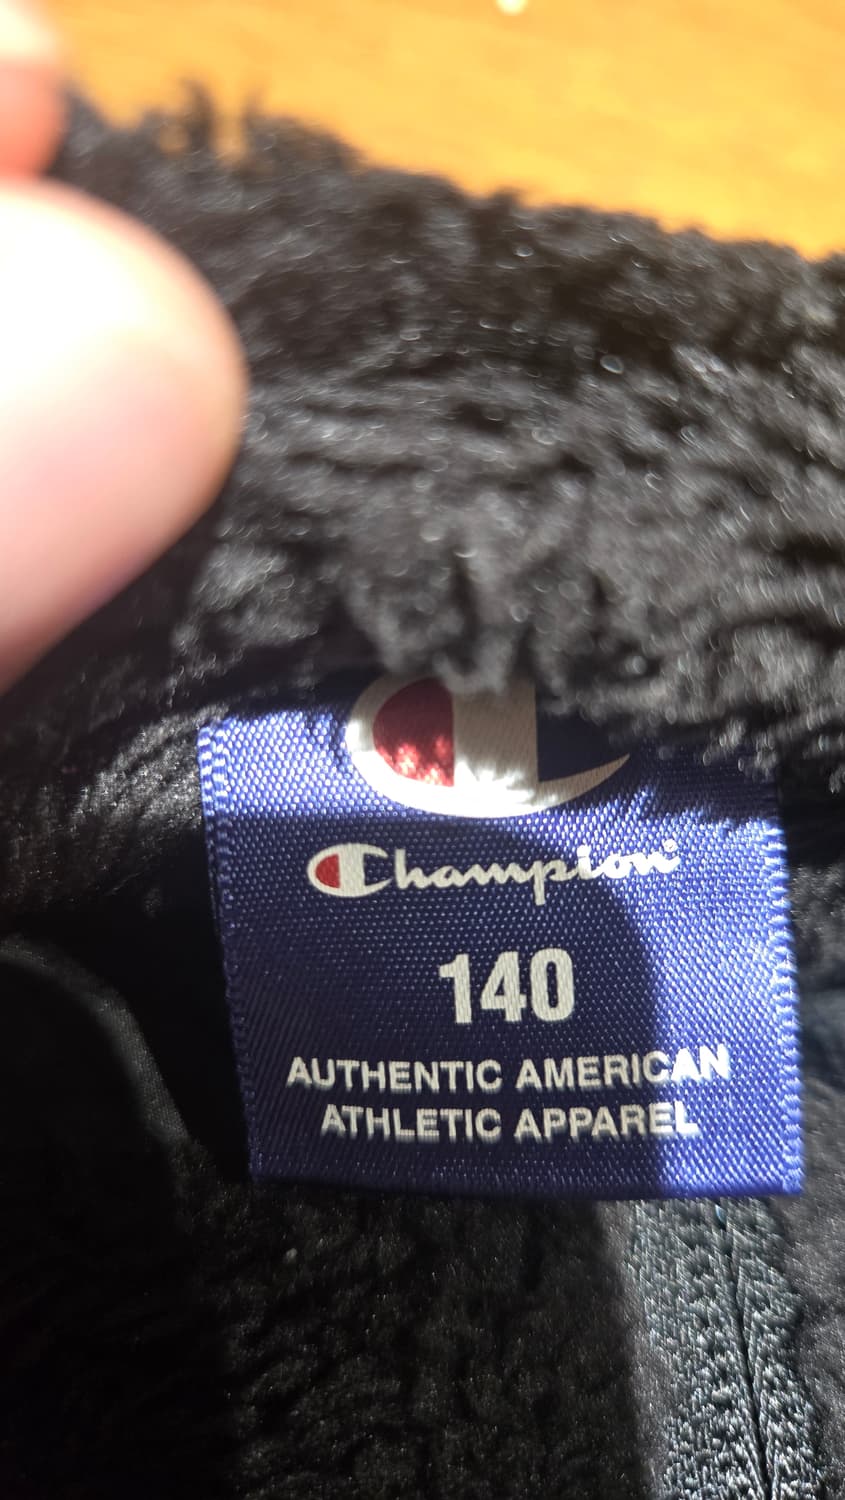 Champion
140
AUTHENTIC AMERICAN
ATHLETIC APPAREL